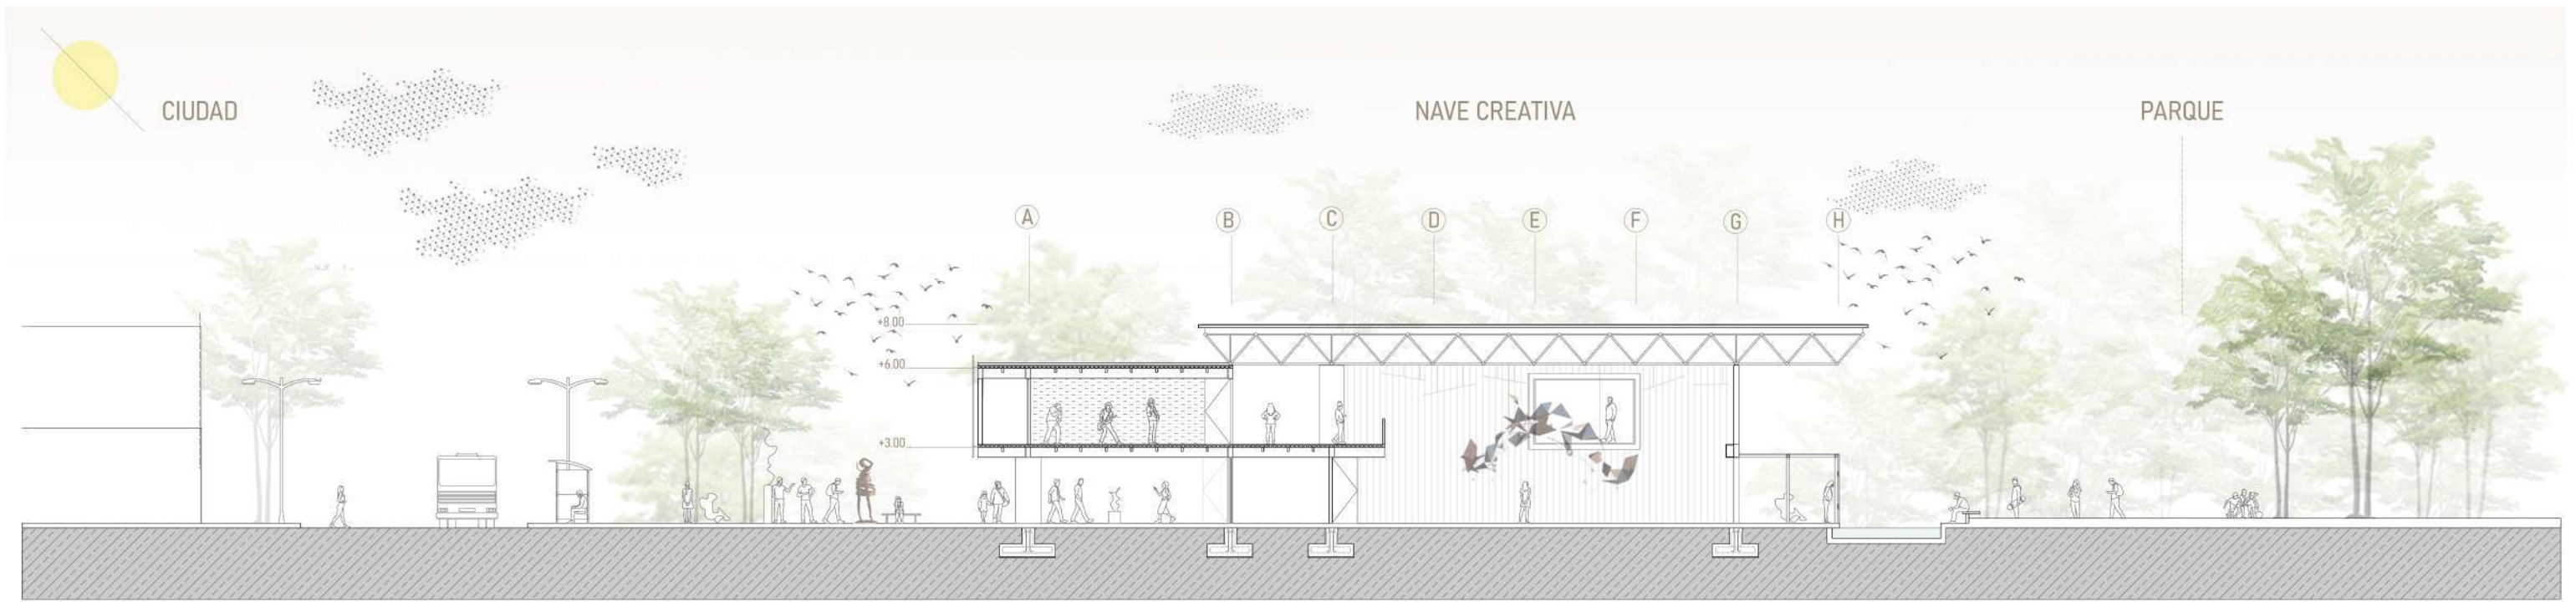 CIUDAD
NAVE CREATIVA
PARQUE
A
B
C
D
E
F
G
H
+8.00
+6.00
+3.00